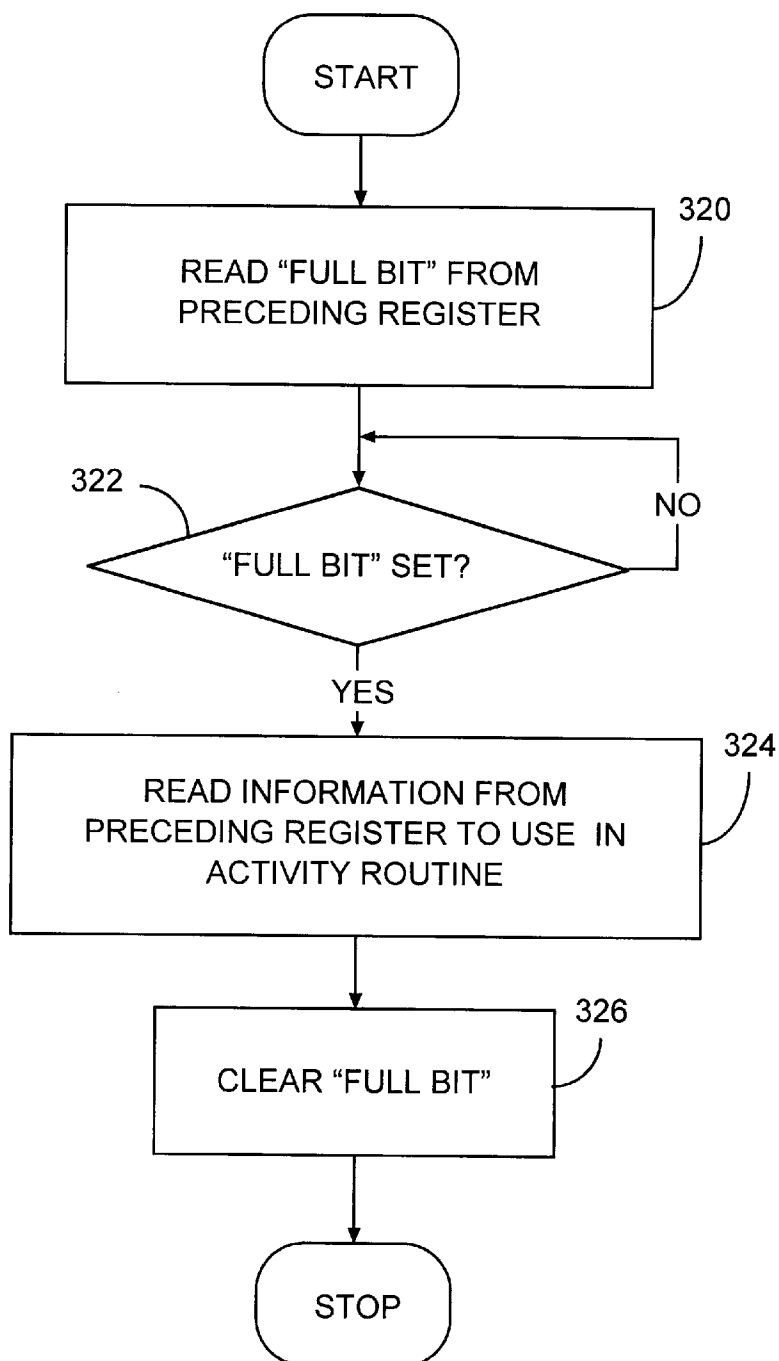 START
320
READ “FULL BIT” FROM
PRECEDING REGISTER
322
NO
“FULL BIT” SET?
YES
324
READ INFORMATION FROM
PRECEDING REGISTER TO USE IN
ACTIVITY ROUTINE
326
CLEAR “FULL BIT”
STOP